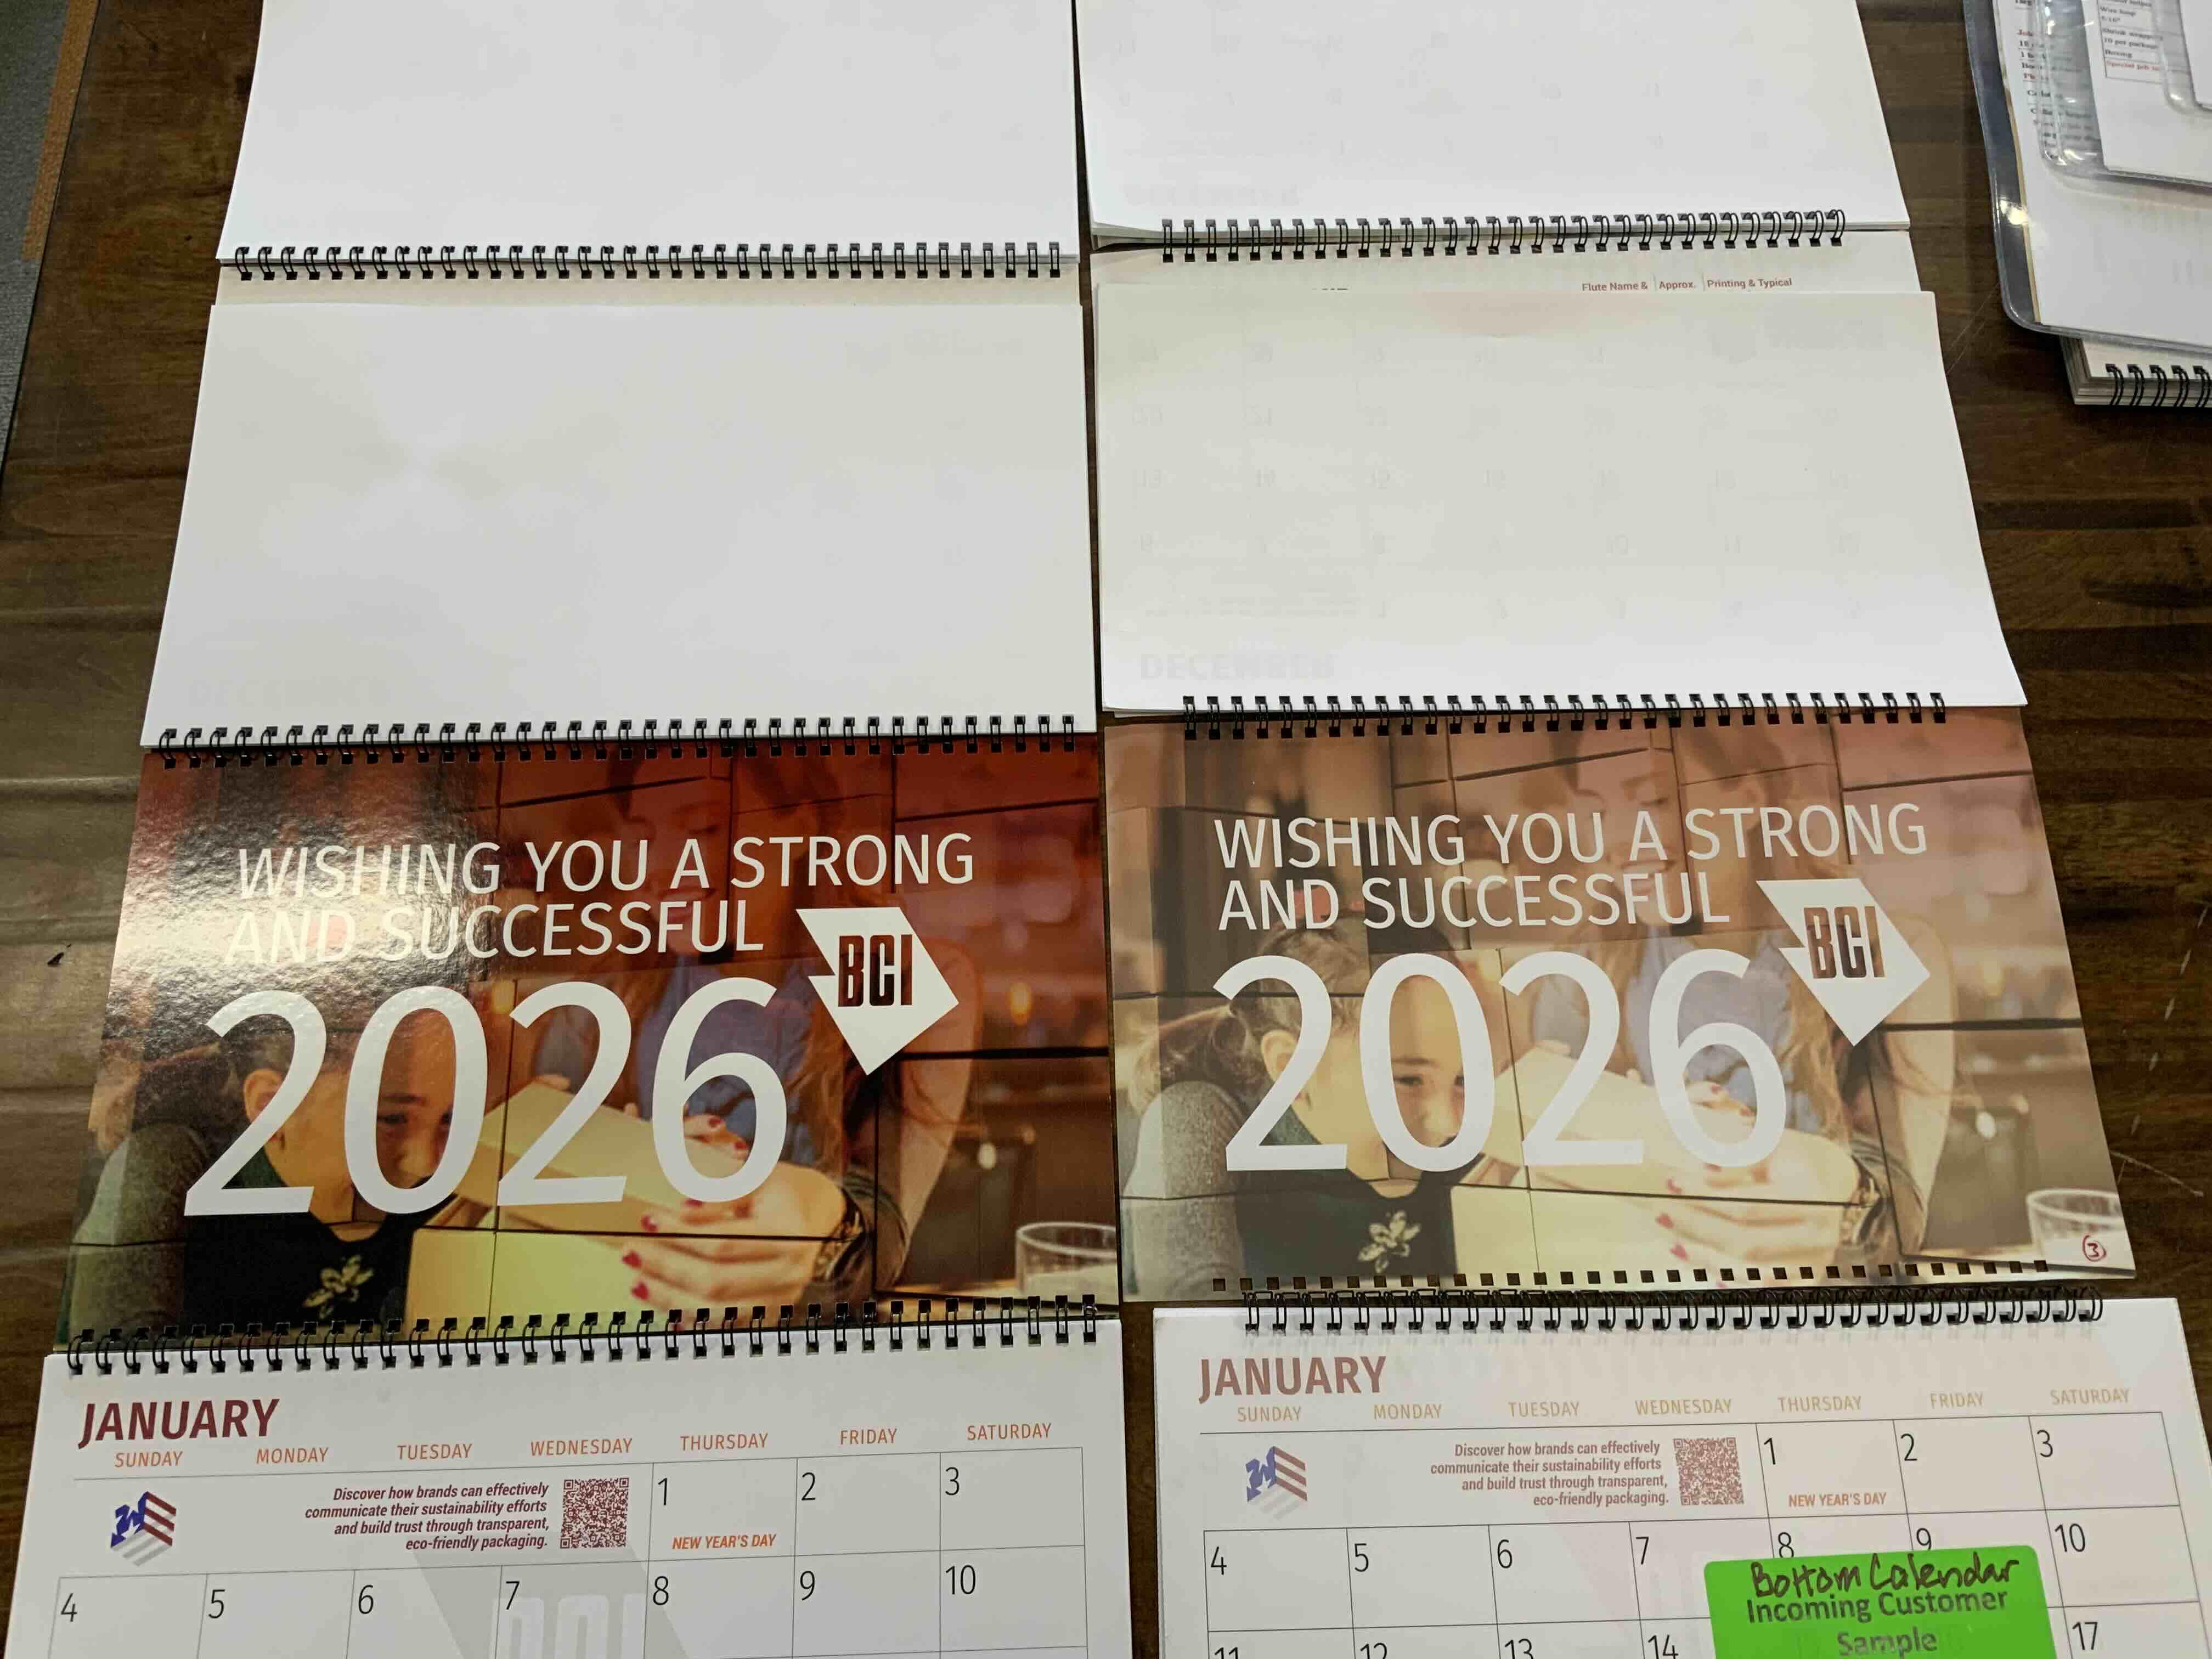 Flute Name & Approx. Printing & Typical
DECEMBER
WISHING YOU A STRONG
AND SUCCESSFUL
2026
BCI
JANUARY
SUNDAY MONDAY TUESDAY WEDNESDAY THURSDAY FRIDAY SATURDAY
Discover how brands can effectively
communicate their sustainability efforts
and build trust through transparent,
eco-friendly packaging.
1 2 3
NEW YEAR'S DAY
4 5 6 7 8 9 10
WISHING YOU A STRONG
AND SUCCESSFUL
2026
BCI
3
JANUARY
SUNDAY MONDAY TUESDAY WEDNESDAY THURSDAY FRIDAY SATURDAY
Discover how brands can effectively
communicate their sustainability efforts
and build trust through transparent,
eco-friendly packaging.
1 2 3
NEW YEAR'S DAY
4 5 6 7 8 9 10
11 12 13 14 17
Bottom Calendar
Incoming Customer
Sample